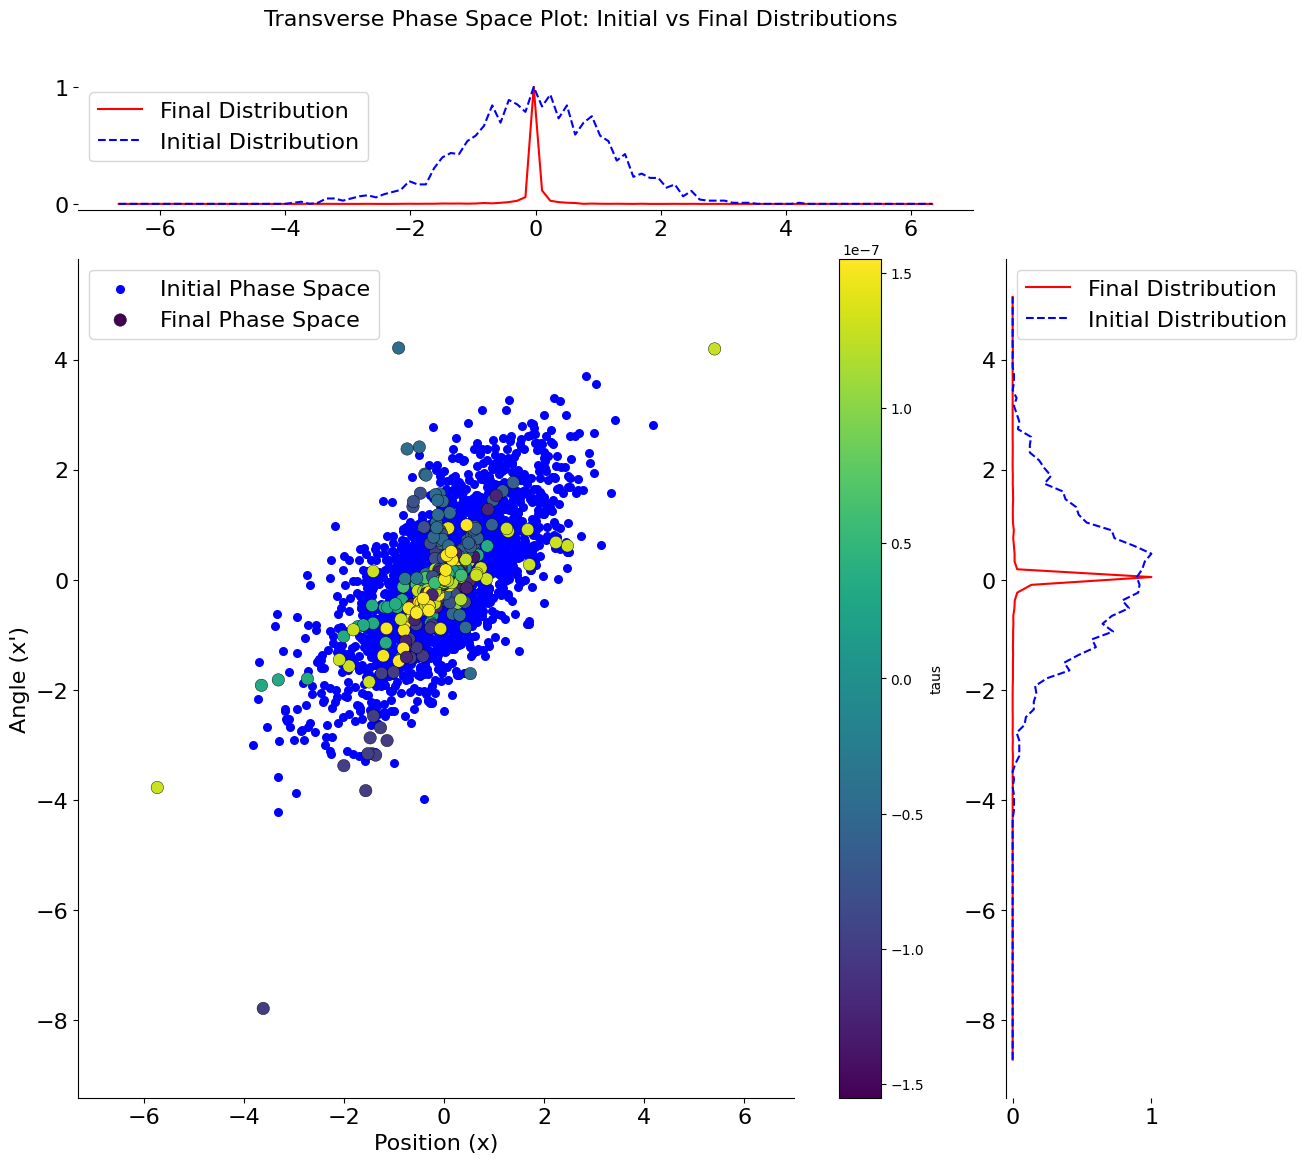 Transverse Phase Space Plot: Initial vs Final Distributions
1
0
Final Distribution
Initial Distribution
−6 −4 −2 0 2 4 6
Initial Phase Space
Final Phase Space
4
2
0
−2
−4
−6
−8
Angle (x')
−6 −4 −2 0 2 4 6
Position (x)
1e−7
1.5
1.0
0.5
0.0
−0.5
−1.0
−1.5
taus
Final Distribution
Initial Distribution
4
2
0
−2
−4
−6
−8
0 1